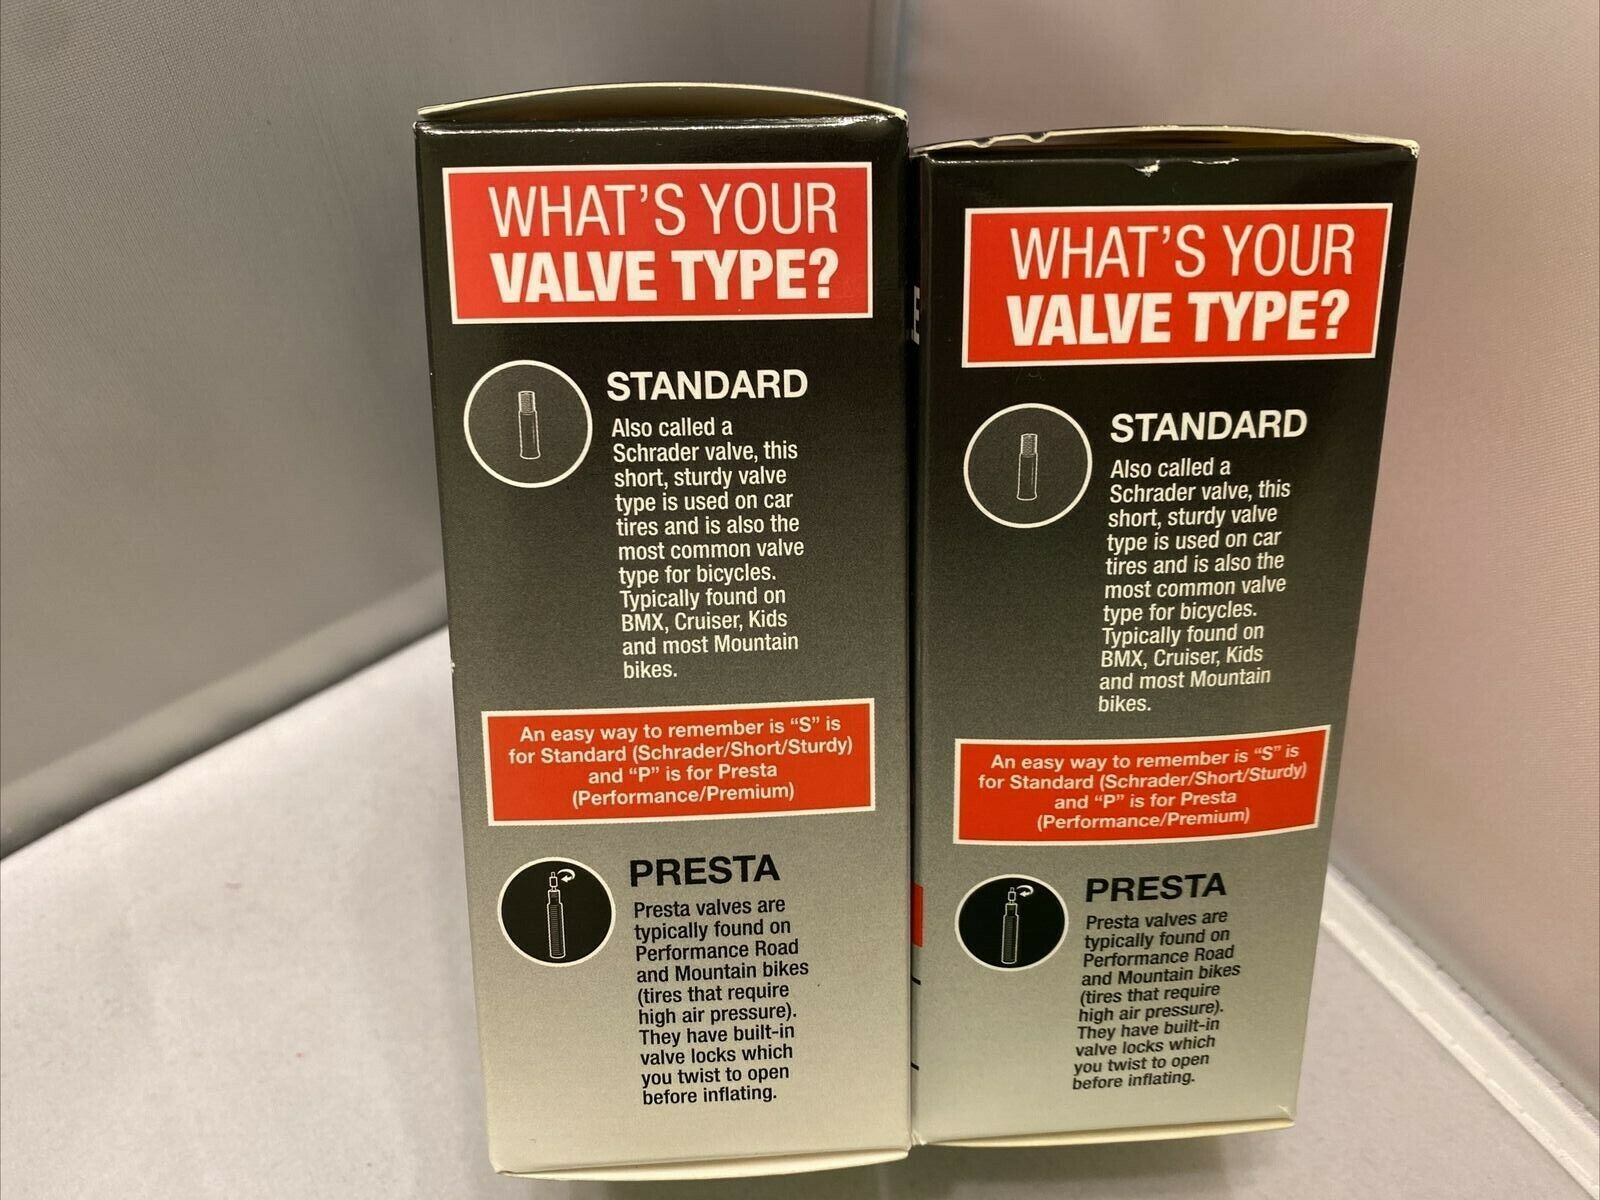 WHAT'S YOUR
VALVE TYPE?
STANDARD
Also called a
Schrader valve, this
short, sturdy valve
type is used on car
tires and is also the
most common valve
type for bicycles.
Typically found on
BMX, Cruiser, Kids
and most Mountain
bikes.
An easy way to remember is “S” is
for Standard (Schrader/Short/Sturdy)
and “P” is for Presta
(Performance/Premium)
PRESTA
Presta valves are
typically found on
Performance Road
and Mountain bikes
(tires that require
high air pressure).
They have built-in
valve locks which
you twist to open
before inflating.
WHAT'S YOUR
VALVE TYPE?
STANDARD
Also called a
Schrader valve, this
short, sturdy valve
type is used on car
tires and is also the
most common valve
type for bicycles.
Typically found on
BMX, Cruiser, Kids
and most Mountain
bikes.
An easy way to remember is “S” is
for Standard (Schrader/Short/Sturdy)
and “P” is for Presta
(Performance/Premium)
PRESTA
Presta valves are
typically found on
Performance Road
and Mountain bikes
(tires that require
high air pressure).
They have built-in
valve locks which
you twist to open
before inflating.